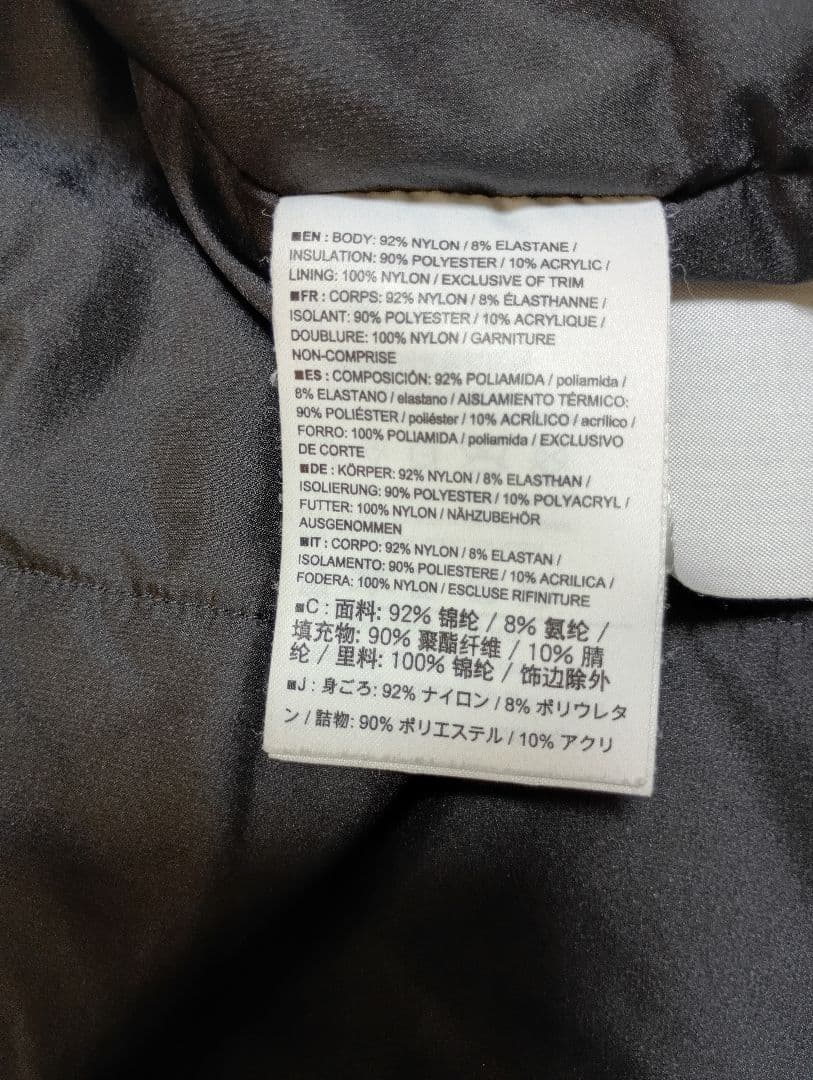 ■EN : BODY: 92% NYLON / 8% ELASTANE /
INSULATION: 90% POLYESTER / 10% ACRYLIC /
LINING: 100% NYLON / EXCLUSIVE OF TRIM
■FR : CORPS: 92% NYLON / 8% ÉLASTHANNE /
ISOLANT: 90% POLYESTER / 10% ACRYLIQUE /
DOUBLURE: 100% NYLON / GARNITURE
NON-COMPRISE
■ES : COMPOSICIÓN: 92% POLIAMIDA / poliamida /
8% ELASTANO / elastano / AISLAMIENTO TÉRMICO:
90% POLIÉSTER / poliéster / 10% ACRÍLICO / acrílico /
FORRO: 100% POLIAMIDA / poliamida / EXCLUSIVO
DE CORTE
■DE : KÖRPER: 92% NYLON / 8% ELASTHAN /
ISOLIERUNG: 90% POLYESTER / 10% POLYACRYL /
FUTTER: 100% NYLON / NÄHZUBEHÖR
AUSGENOMMEN
■IT : CORPO: 92% NYLON / 8% ELASTAN /
ISOLAMENTO: 90% POLIESTERE / 10% ACRILICA /
FODERA: 100% NYLON / ESCLUSE RIFINITURE
■C : 面料: 92% 锦纶 / 8% 氨纶 /
填充物: 90% 聚酯纤维 / 10% 腈
纶 / 里料: 100% 锦纶 / 饰边除外
■J : 身ごろ: 92% ナイロン / 8% ポリウレタ
ン / 詰物: 90% ポリエステル / 10% アクリ